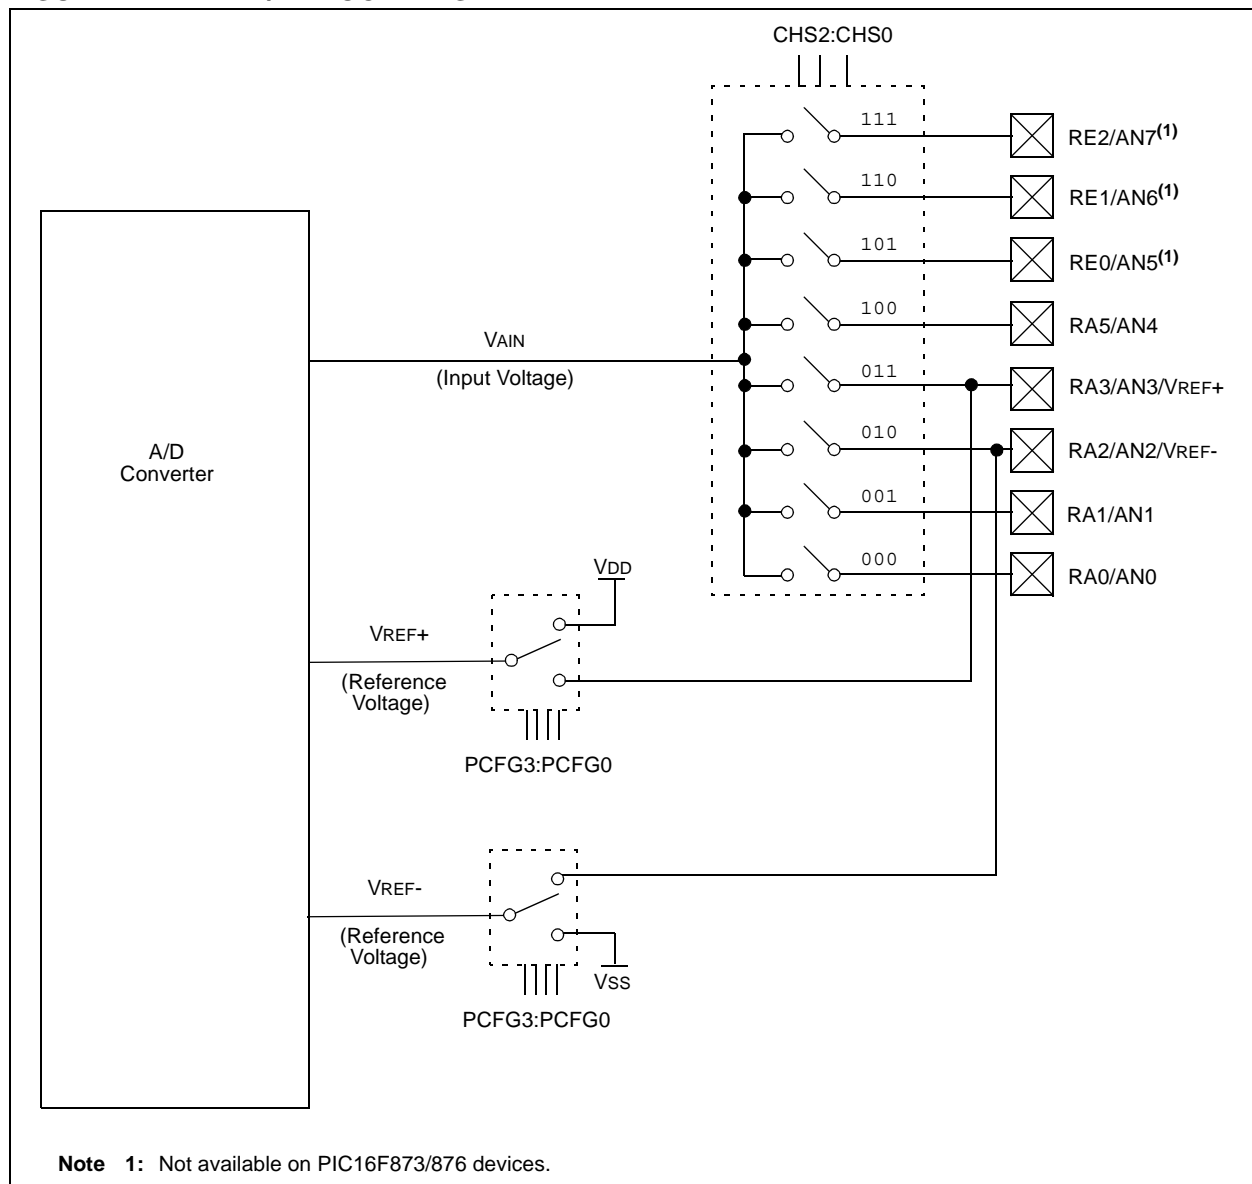 CHS2:CHS0
111
RE2/AN7(1)
110
RE1/AN6(1)
101
RE0/AN5(1)
100
RA5/AN4
VAIN
(Input Voltage)
011
RA3/AN3/VREF+
010
RA2/AN2/VREF-
A/D
Converter
001
RA1/AN1
000
RA0/AN0
VDD
VREF+
(Reference
Voltage)
PCFG3:PCFG0
VREF-
(Reference
Voltage)
VSS
PCFG3:PCFG0
Note 1: Not available on PIC16F873/876 devices.